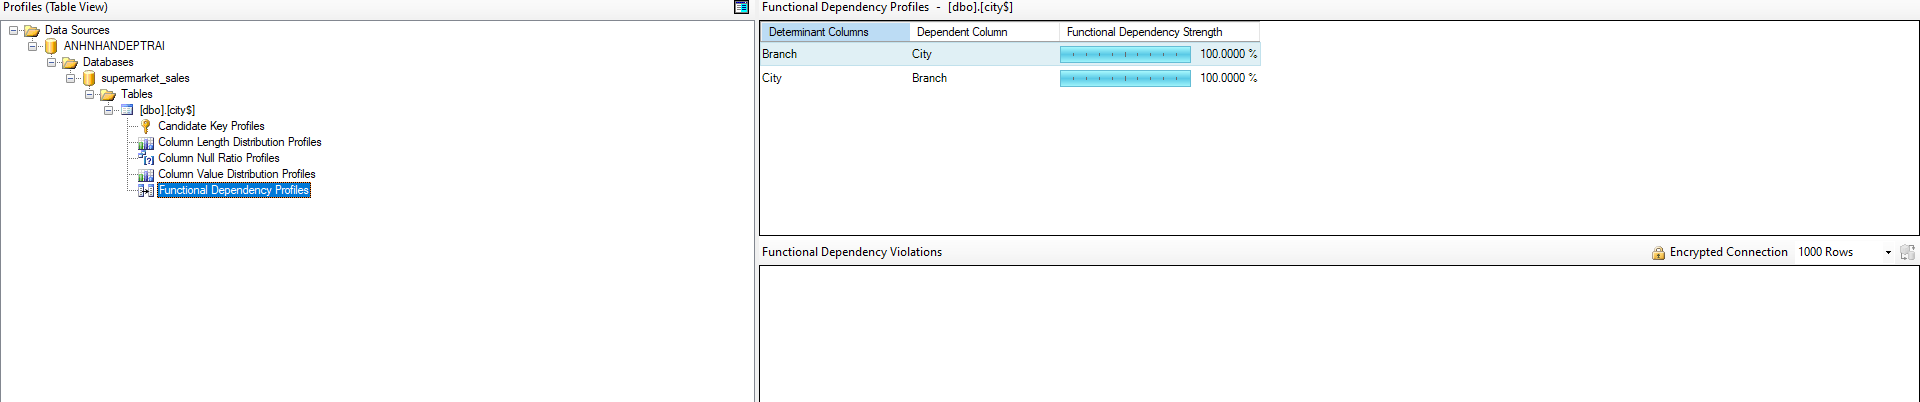 Profiles (Table View)
Data Sources
ANHNHANDEPTRAI
Databases
supermarket_sales
Tables
[dbo].[city$]
Candidate Key Profiles
Column Length Distribution Profiles
Column Null Ratio Profiles
Column Value Distribution Profiles
Functional Dependency Profiles
Functional Dependency Profiles - [dbo].[city$]
Determinant Columns Dependent Column Functional Dependency Strength
Branch City 100.0000 %
City Branch 100.0000 %
Functional Dependency Violations Encrypted Connection 1000 Rows